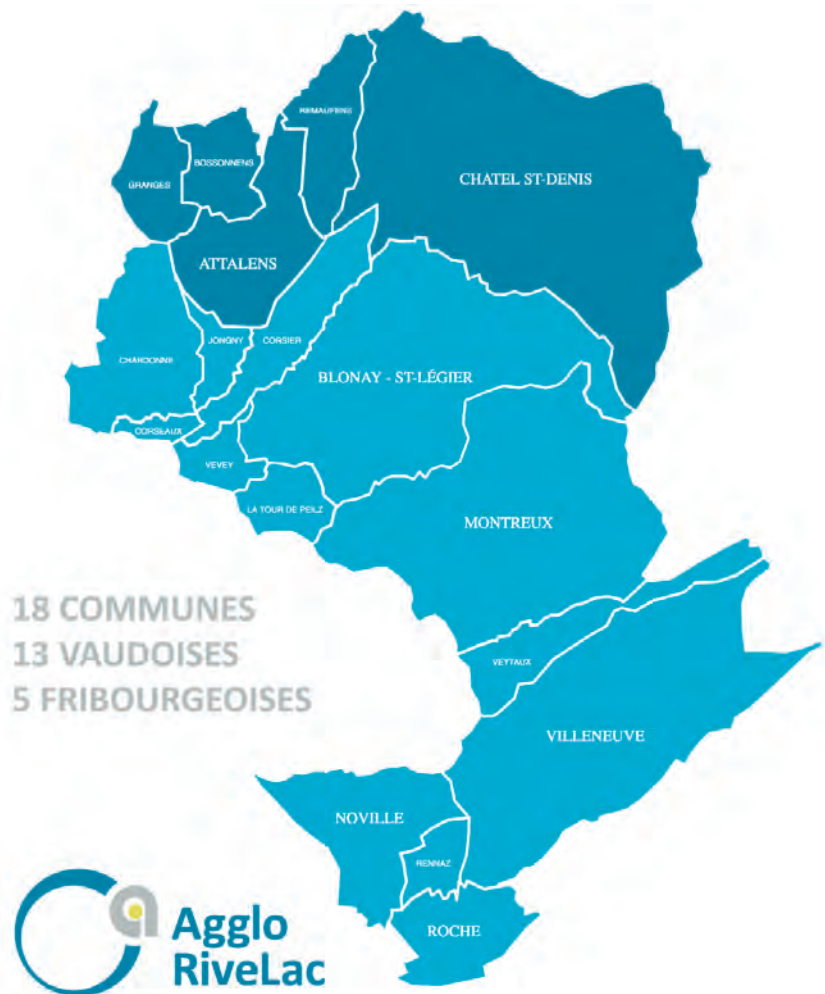 REMAUFENS
BOSSONNENS
GRANGES
CHATEL ST-DENIS
ATTALENS
JONGNY
CORSIER
CHARDONNE
BLONAY - ST-LÉGIER
CORSEAUX
VEVEY
LA TOUR DE PEILZ
MONTREUX
18 COMMUNES
13 VAUDOISES
5 FRIBOURGEOISES
VEYTAUX
VILLENEUVE
NOVILLE
RENNAZ
ROCHE
a
Agglo
RiveLac